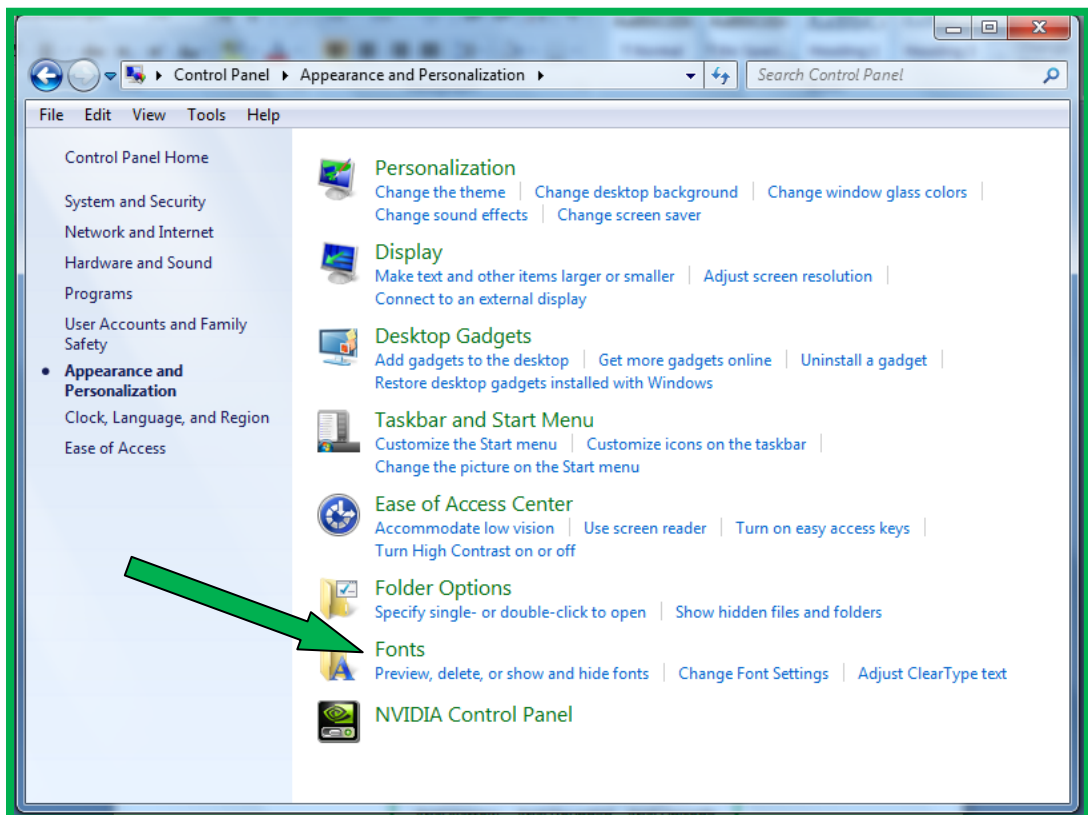 Control Panel Appearance and Personalization Search Control Panel
File Edit View Tools Help
Control Panel Home
System and Security
Network and Internet
Hardware and Sound
Programs
User Accounts and Family
Safety
Appearance and
Personalization
Clock, Language, and Region
Ease of Access
Personalization
Change the theme Change desktop background Change window glass colors
Change sound effects Change screen saver
Display
Make text and other items larger or smaller Adjust screen resolution
Connect to an external display
Desktop Gadgets
Add gadgets to the desktop Get more gadgets online Uninstall a gadget
Restore desktop gadgets installed with Windows
Taskbar and Start Menu
Customize the Start menu Customize icons on the taskbar
Change the picture on the Start menu
Ease of Access Center
Accommodate low vision Use screen reader Turn on easy access keys
Turn High Contrast on or off
Folder Options
Specify single- or double-click to open Show hidden files and folders
Fonts
Preview, delete, or show and hide fonts Change Font Settings Adjust ClearType text
NVIDIA Control Panel